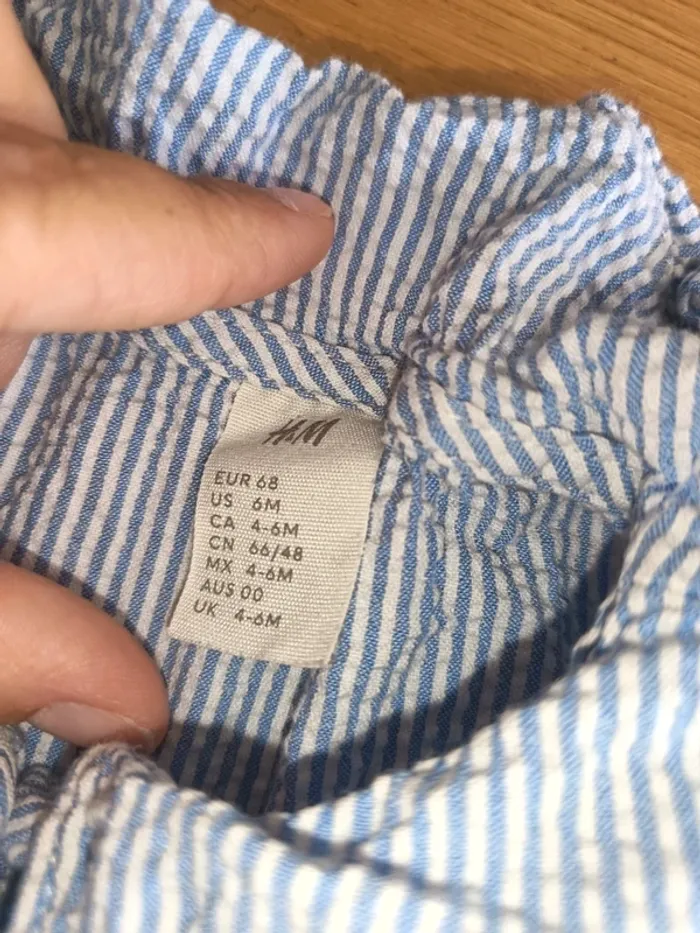 H&M
EUR 68
US 6M
CA 4-6M
CN 66/48
MX 4-6M
AUS 00
UK 4-6M